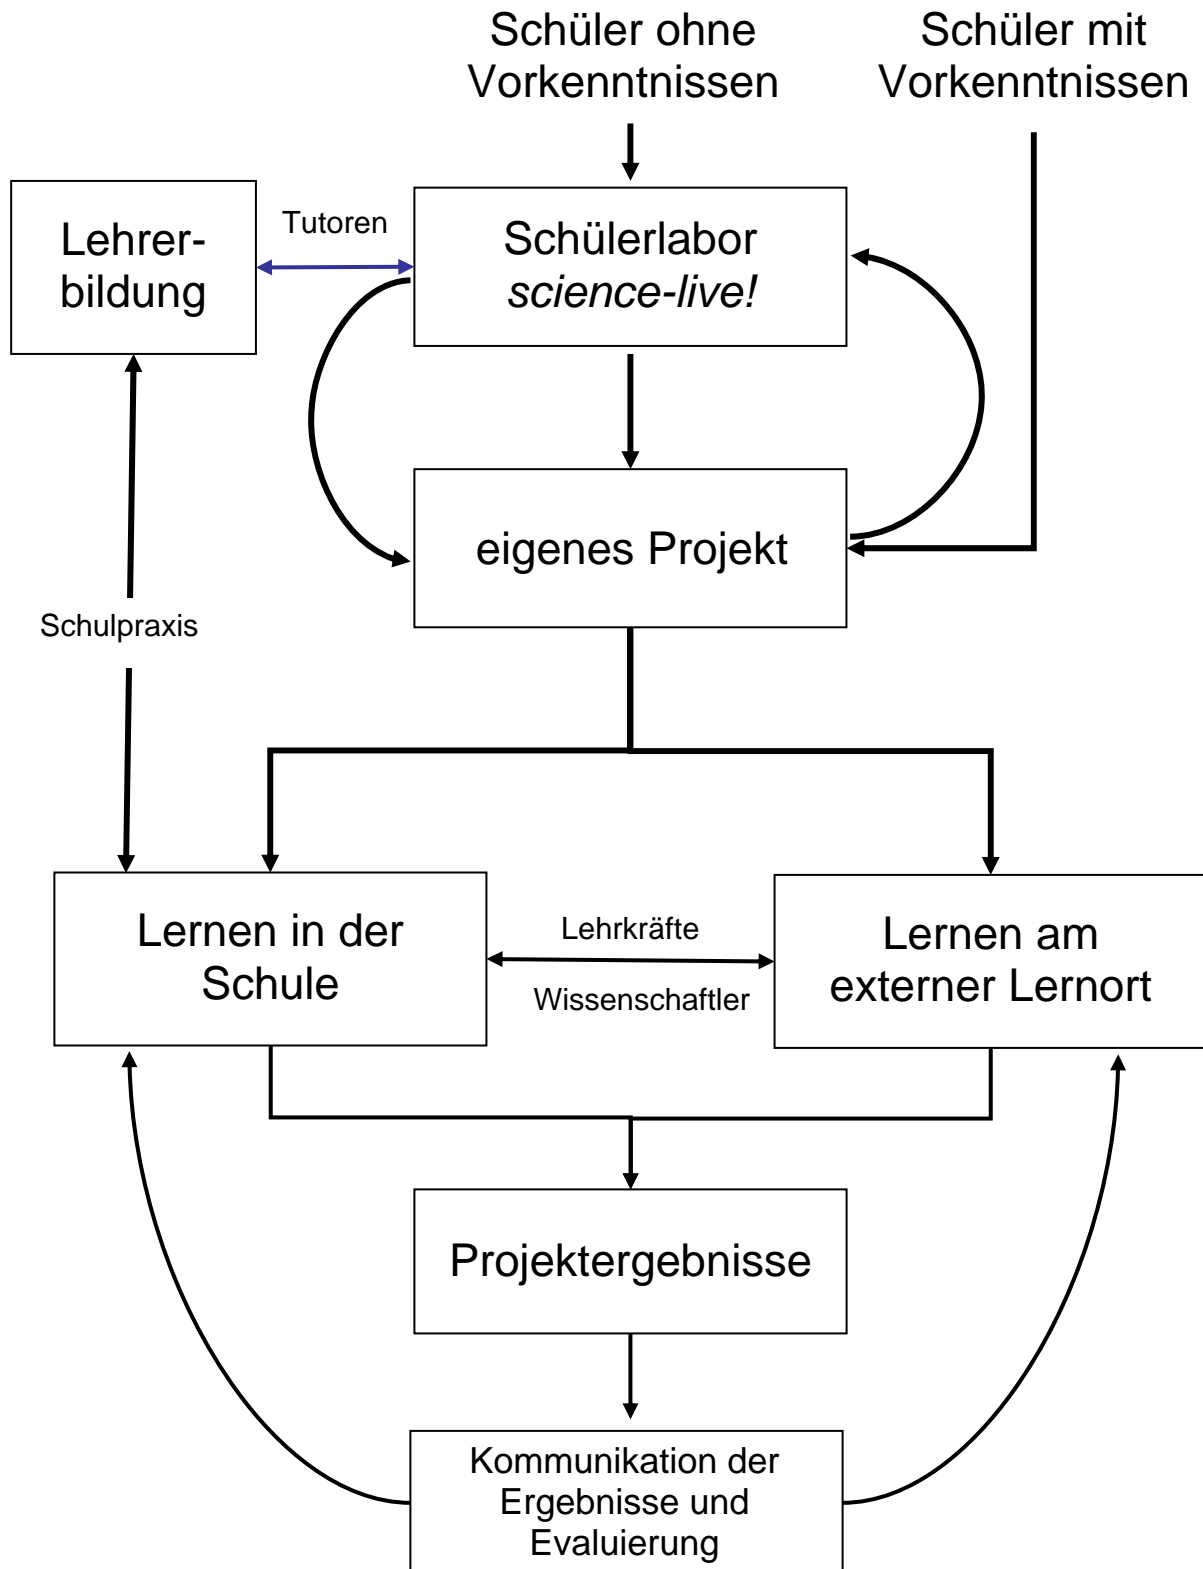 Schüler ohne
Vorkenntnissen
Schüler mit
Vorkenntnissen
Lehrer-
bildung
Tutoren
Schülerlabor
science-live!
eigenes Projekt
Schulpraxis
Lernen in der
Schule
Lehrkräfte
Wissenschaftler
Lernen am
externer Lernort
Projektergebnisse
Kommunikation der
Ergebnisse und
Evaluierung